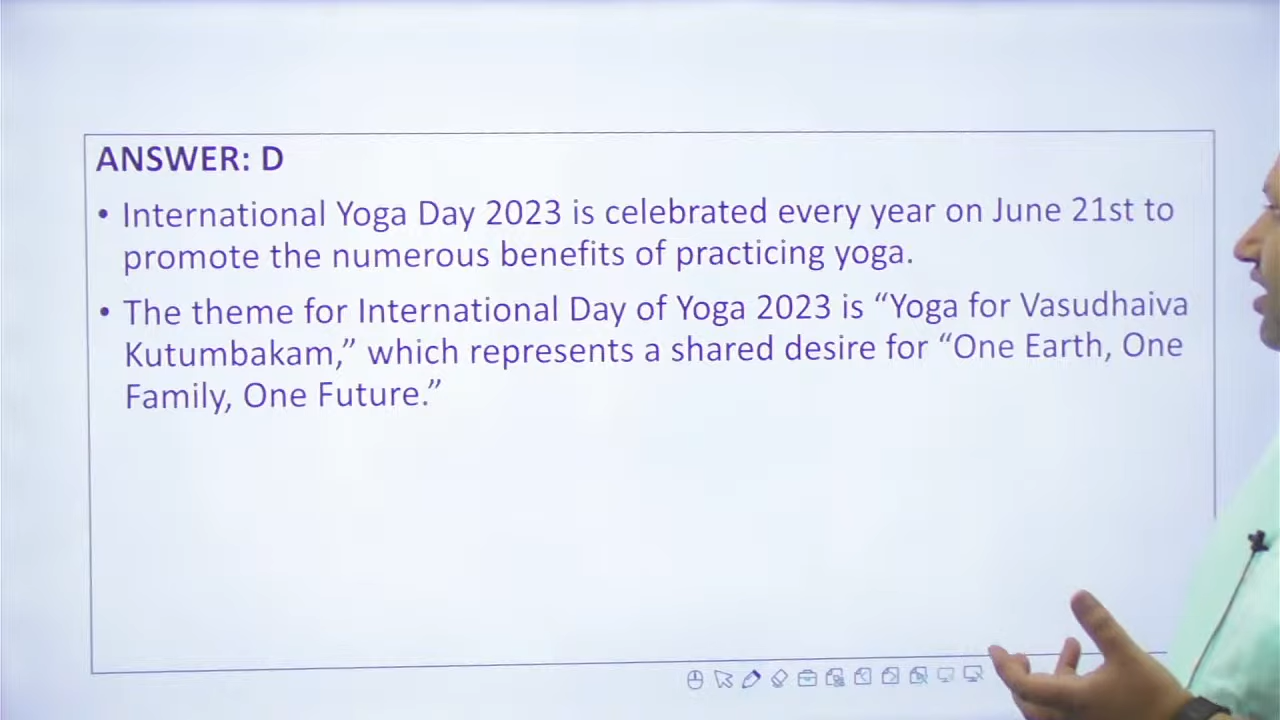 ANSWER: D
• International Yoga Day 2023 is celebrated every year on June 21st to
promote the numerous benefits of practicing yoga.
• The theme for International Day of Yoga 2023 is “Yoga for Vasudhaiva
Kutumbakam,” which represents a shared desire for “One Earth, One
Family, One Future.”